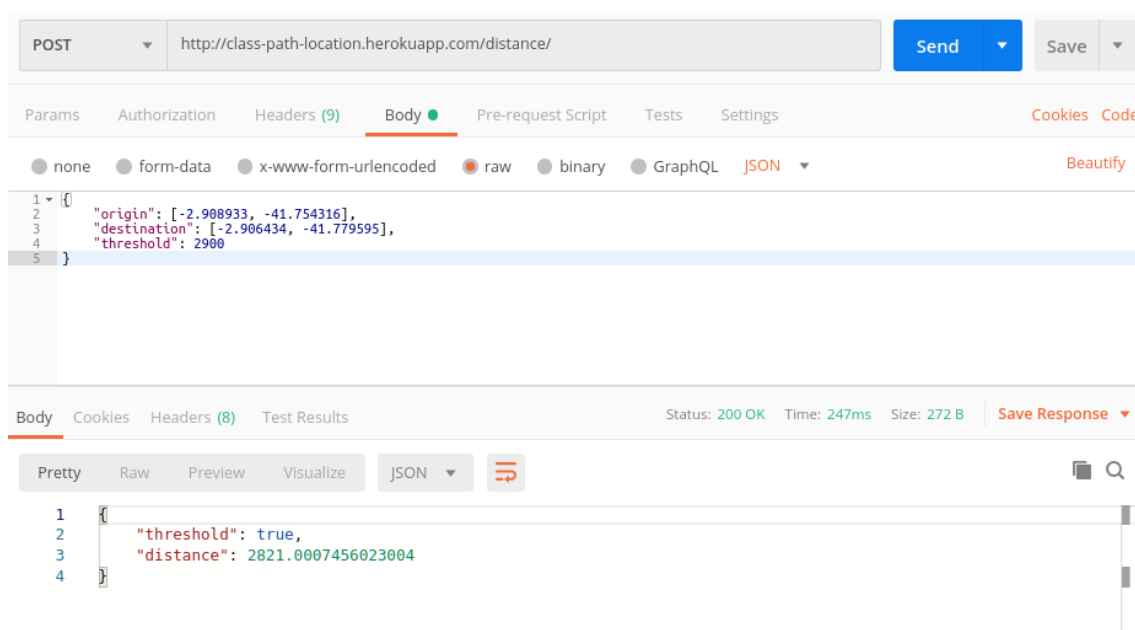 POST http://class-path-location.herokuapp.com/distance/ Send Save
Params Authorization Headers (9) Body Pre-request Script Tests Settings Cookies Code
none form-data x-www-form-urlencoded raw binary GraphQL JSON Beautify
1 {
2 "origin": [-2.908933, -41.754316],
3 "destination": [-2.906434, -41.779595],
4 "threshold": 2900
5 }
Body Cookies Headers (8) Test Results Status: 200 OK Time: 247ms Size: 272 B Save Response
Pretty Raw Preview Visualize JSON
1 {
2 "threshold": true,
3 "distance": 2821.0007456023004
4 }